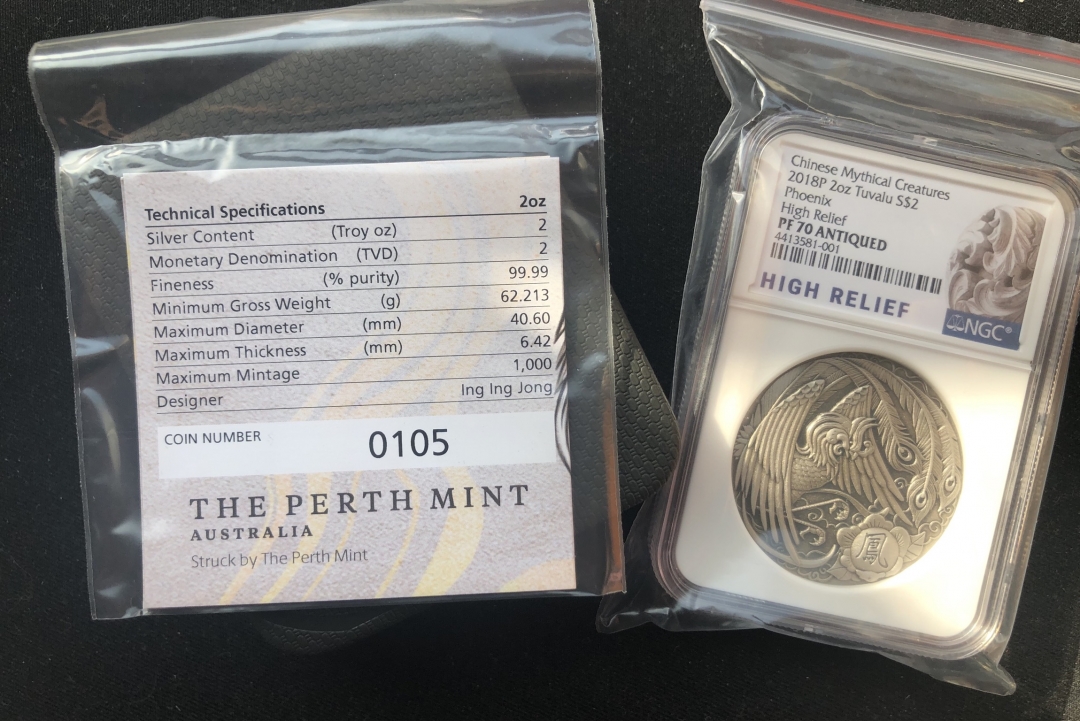 Technical Specifications 2oz
Silver Content (Troy oz) 2
Monetary Denomination (TVD) 2
Fineness (% purity) 99.99
Minimum Gross Weight (g) 62.213
Maximum Diameter (mm) 40.60
Maximum Thickness (mm) 6.42
Maximum Mintage 1,000
Designer Ing Ing Jong
COIN NUMBER 0105
THE PERTH MINT
AUSTRALIA
Struck by The Perth Mint
Chinese Mythical Creatures
2018P 2oz Tuvalu S$2
Phoenix
High Relief
PF 70 ANTIQUED
4413581-001
HIGH RELIEF
NGC®
鳳